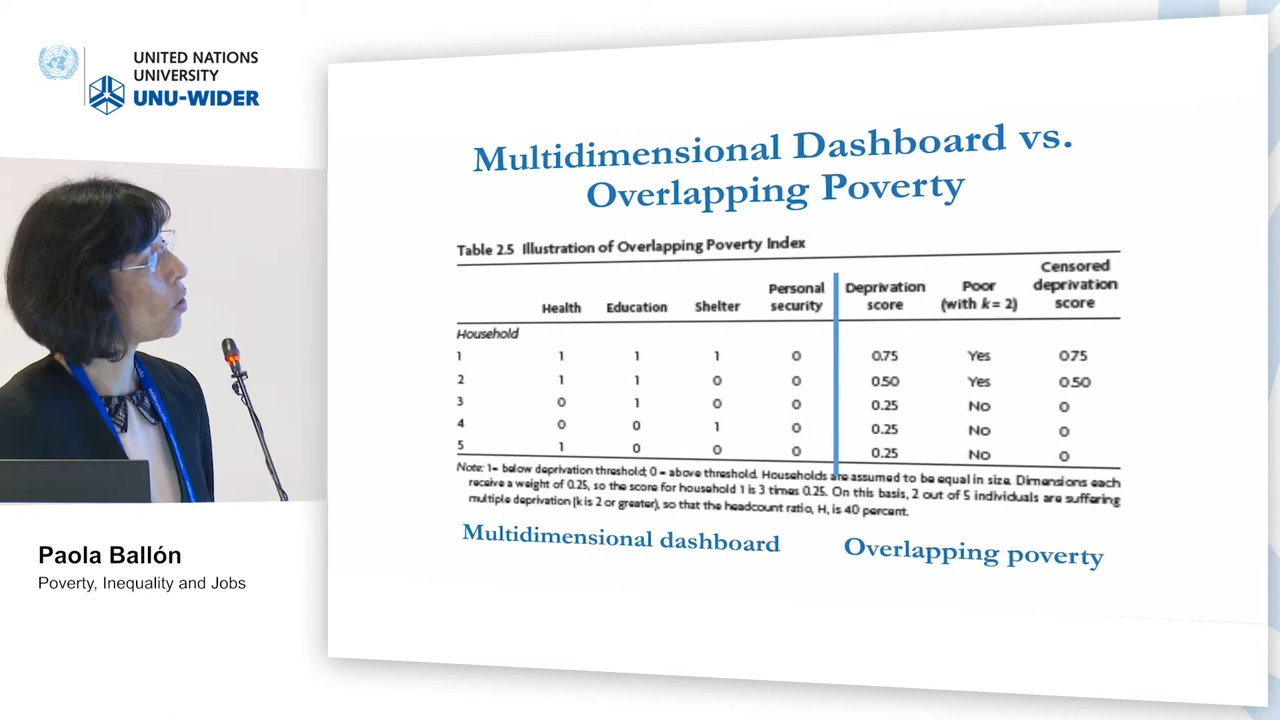 UNITED NATIONS
UNIVERSITY
UNU-WIDER
Multidimensional Dashboard vs.
Overlapping Poverty
Table 2.5 Illustration of Overlapping Poverty Index
Health Education Shelter Personal security Deprivation score Poor (with k = 2) Censored deprivation score
Household
1 1 1 1 0 0.75 Yes 0.75
2 1 1 0 0 0.50 Yes 0.50
3 0 1 0 0 0.25 No 0
4 0 0 1 0 0.25 No 0
5 1 0 0 0 0.25 No 0
Note: 1= below deprivation threshold; 0 = above threshold. Households are assumed to be equal in size. Dimensions each
receive a weight of 0.25, so the score for household 1 is 3 times 0.25. On this basis, 2 out of 5 individuals are suffering
multiple deprivation (k is 2 or greater), so that the headcount ratio, H, is 40 percent.
Multidimensional dashboard
Overlapping poverty
Paola Ballón
Poverty, Inequality and Jobs